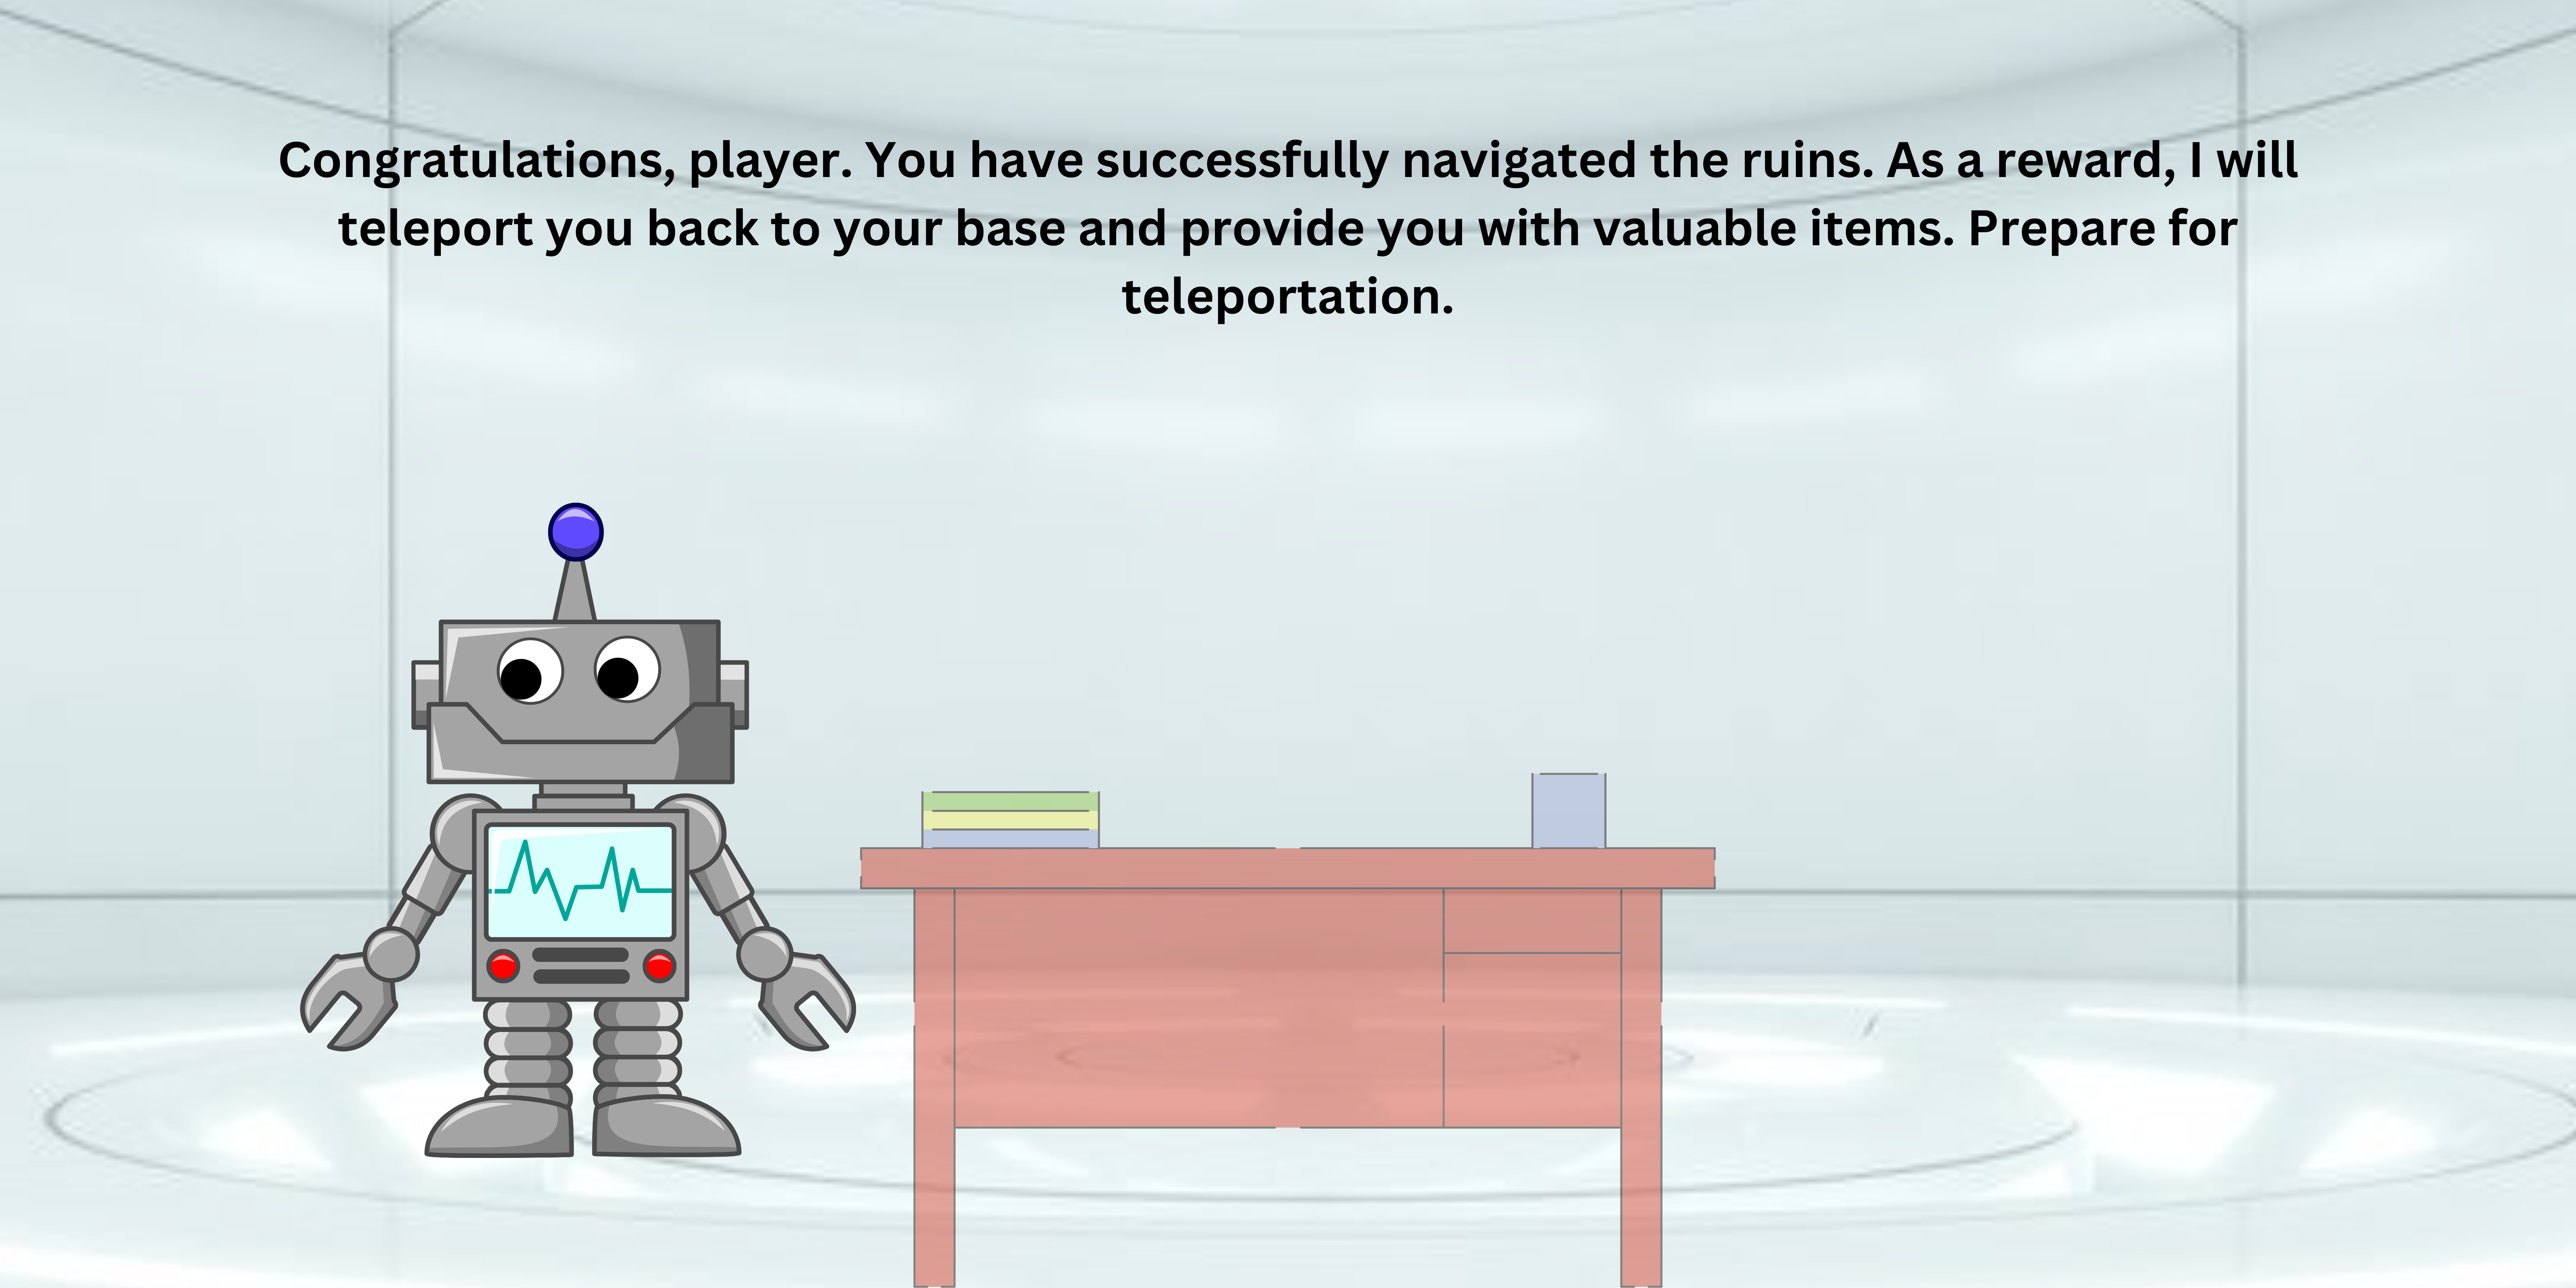 Congratulations, player. You have successfully navigated the ruins. As a reward, I will
teleport you back to your base and provide you with valuable items. Prepare for
teleportation.